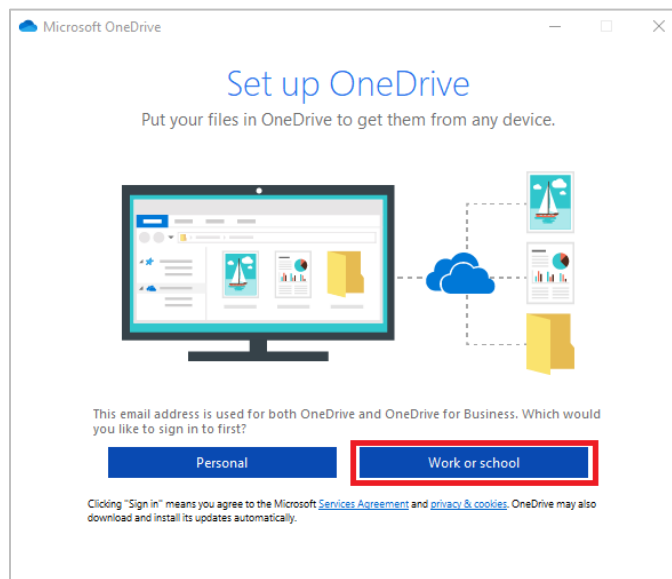 Microsoft OneDrive
Set up OneDrive
Put your files in OneDrive to get them from any device.
This email address is used for both OneDrive and OneDrive for Business. Which would
you like to sign in to first?
Personal
Work or school
Clicking "Sign in" means you agree to the Microsoft Services Agreement and privacy & cookies. OneDrive may also
download and install its updates automatically.